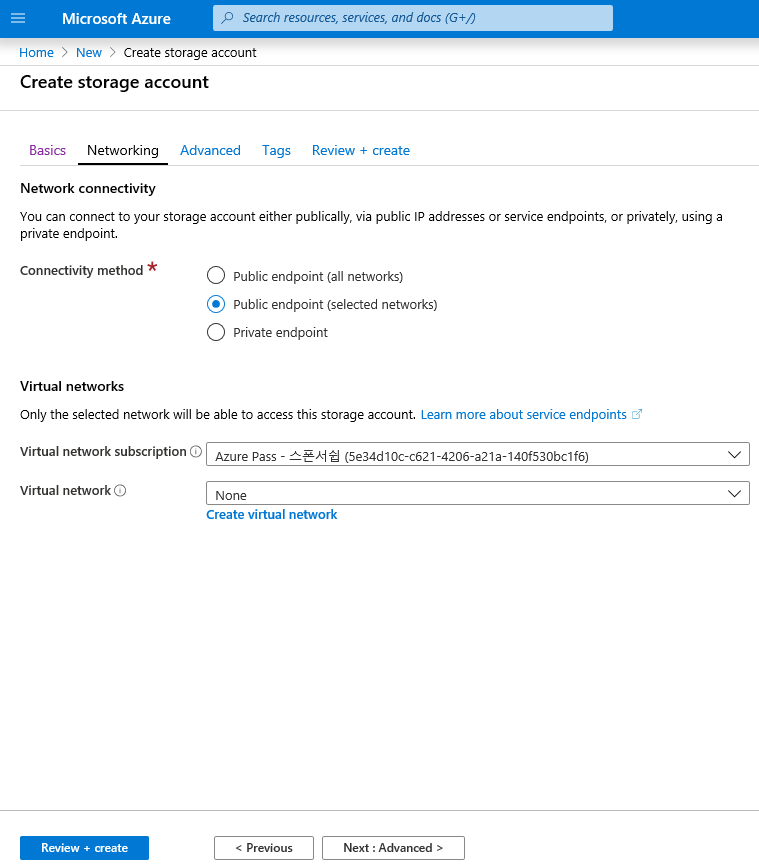 Microsoft Azure
Search resources, services, and docs (G+/)
Home > New > Create storage account
Create storage account
Basics Networking Advanced Tags Review + create
Network connectivity
You can connect to your storage account either publically, via public IP addresses or service endpoints, or privately, using a
private endpoint.
Connectivity method *
Public endpoint (all networks)
Public endpoint (selected networks)
Private endpoint
Virtual networks
Only the selected network will be able to access this storage account. Learn more about service endpoints
Virtual network subscription
Azure Pass - 스폰서쉽 (5e34d10c-c621-4206-a21a-140f530bc1f6)
Virtual network
None
Create virtual network
Review + create
< Previous
Next : Advanced >